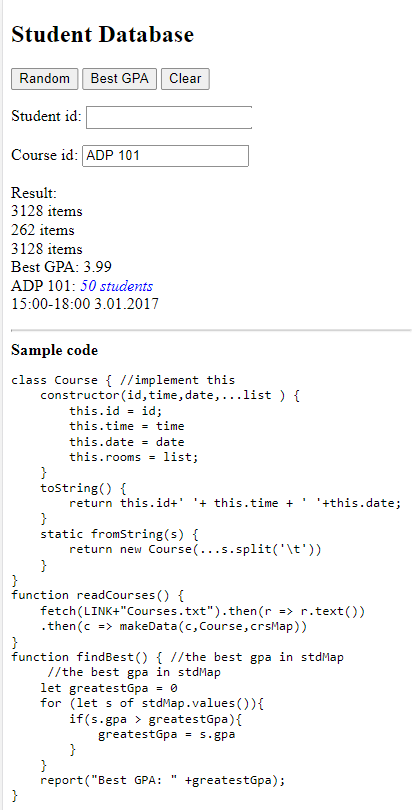 Student Database
Random Best GPA Clear
Student id:
Course id: ADP 101
Result:
3128 items
262 items
3128 items
Best GPA: 3.99
ADP 101: 50 students
15:00-18:00 3.01.2017
Sample code
class Course { //implement this
    constructor(id,time,date,...list ) {
        this.id = id;
        this.time = time
        this.date = date
        this.rooms = list;
    }
    toString() {
        return this.id+' '+ this.time + ' '+this.date;
    }
    static fromString(s) {
        return new Course(...s.split('\t'))
    }
}
function readCourses() {
    fetch(LINK+"Courses.txt").then(r => r.text())
    .then(c => makeData(c,Course,crsMap))
}
function findBest() { //the best gpa in stdMap
     //the best gpa in stdMap
    let greatestGpa = 0
    for (let s of stdMap.values()){
        if(s.gpa > greatestGpa){
            greatestGpa = s.gpa
        }
    }
    report("Best GPA: " +greatestGpa);
}